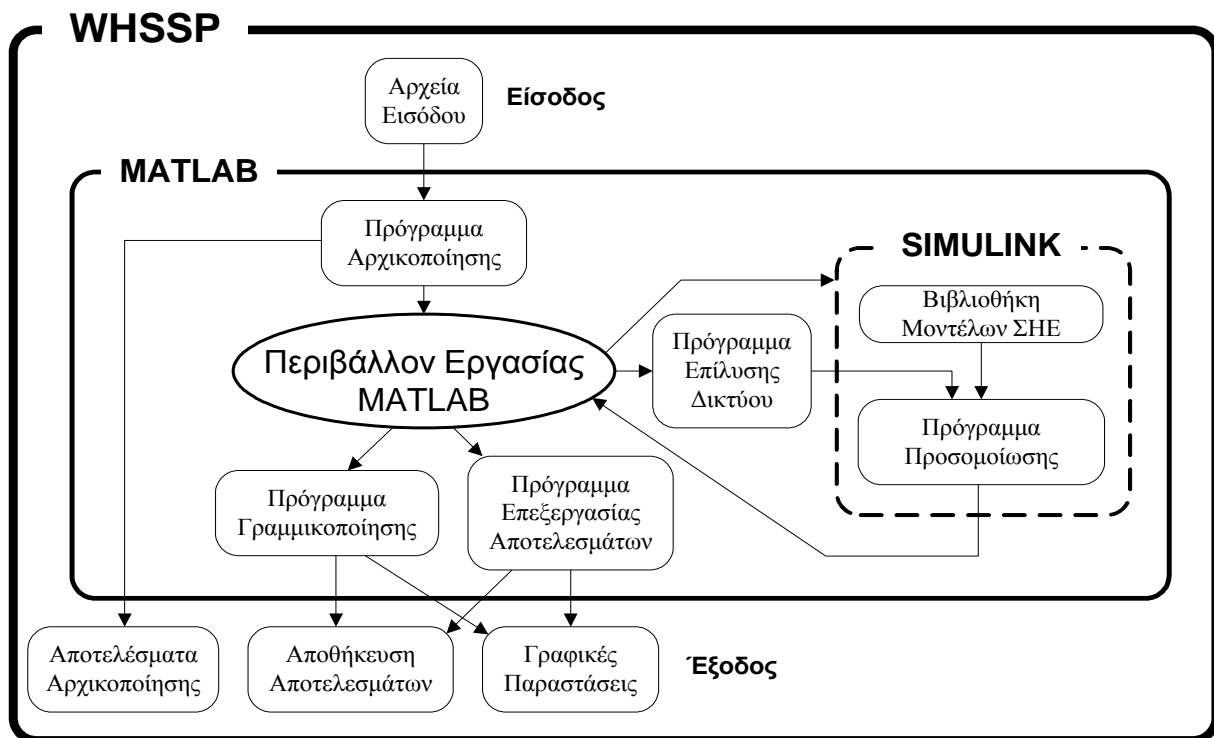 WHSSP
Αρχεία
Εισόδου
Είσοδος
MATLAB
Πρόγραμμα
Αρχικοποίησης
SIMULINK
Βιβλιοθήκη
Μοντέλων ΣΗΕ
Περιβάλλον Εργασίας
MATLAB
Πρόγραμμα
Επίλυσης
Δικτύου
Πρόγραμμα
Προσομοίωσης
Πρόγραμμα
Γραμμικοποίησης
Πρόγραμμα
Επεξεργασίας
Αποτελεσμάτων
Αποτελέσματα
Αρχικοποίησης
Αποθήκευση
Αποτελεσμάτων
Γραφικές
Παραστάσεις
Έξοδος